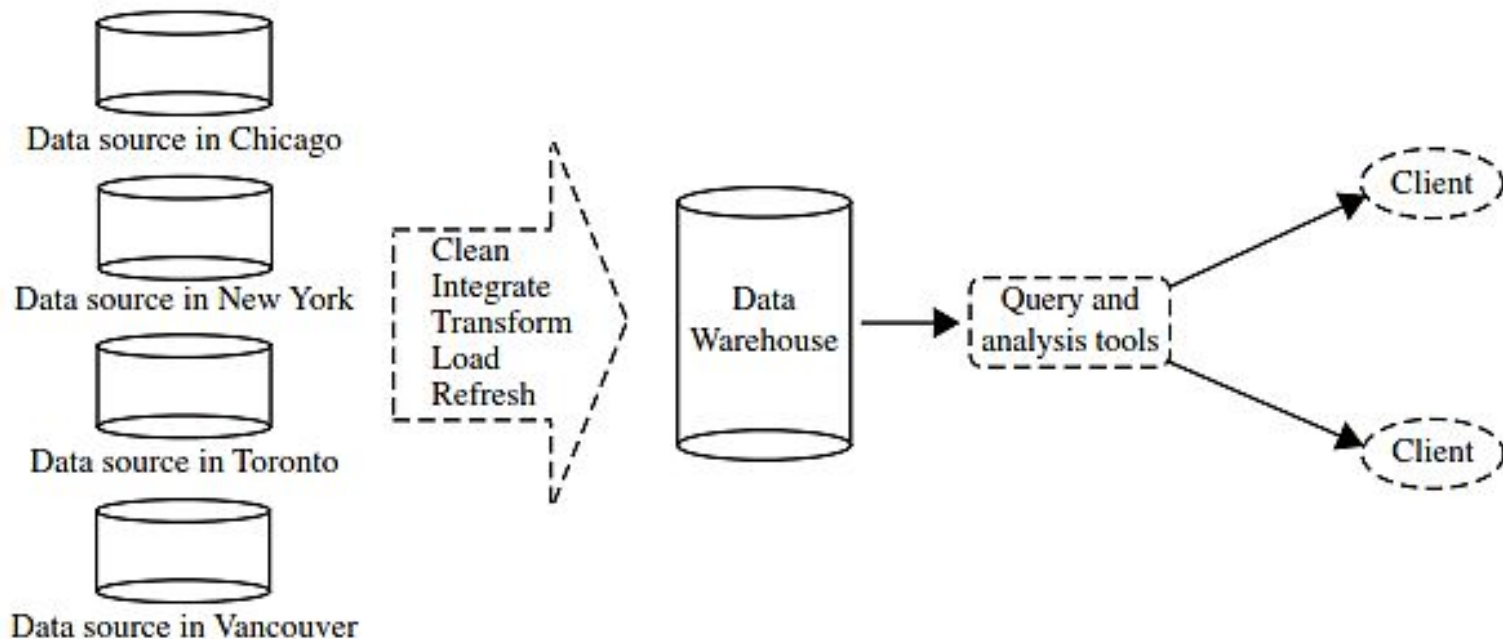 Data source in Chicago
Data source in New York
Data source in Toronto
Data source in Vancouver
Clean
Integrate
Transform
Load
Refresh
Data
Warehouse
Query and
analysis tools
Client
Client